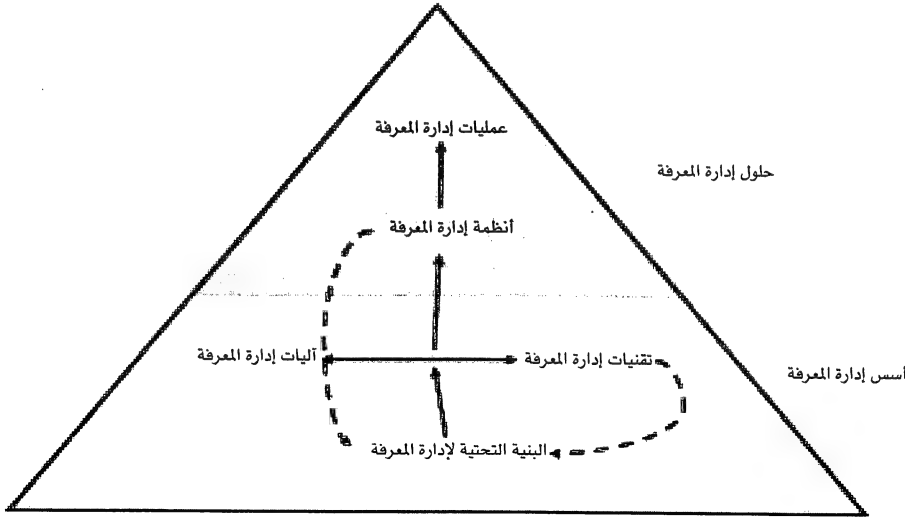 عمليات إدارة المعرفة
حلول إدارة المعرفة
أنظمة إدارة المعرفة
آليات إدارة المعرفة
تقنيات إدارة المعرفة
أسس إدارة المعرفة
البنية التحتية لإدارة المعرفة